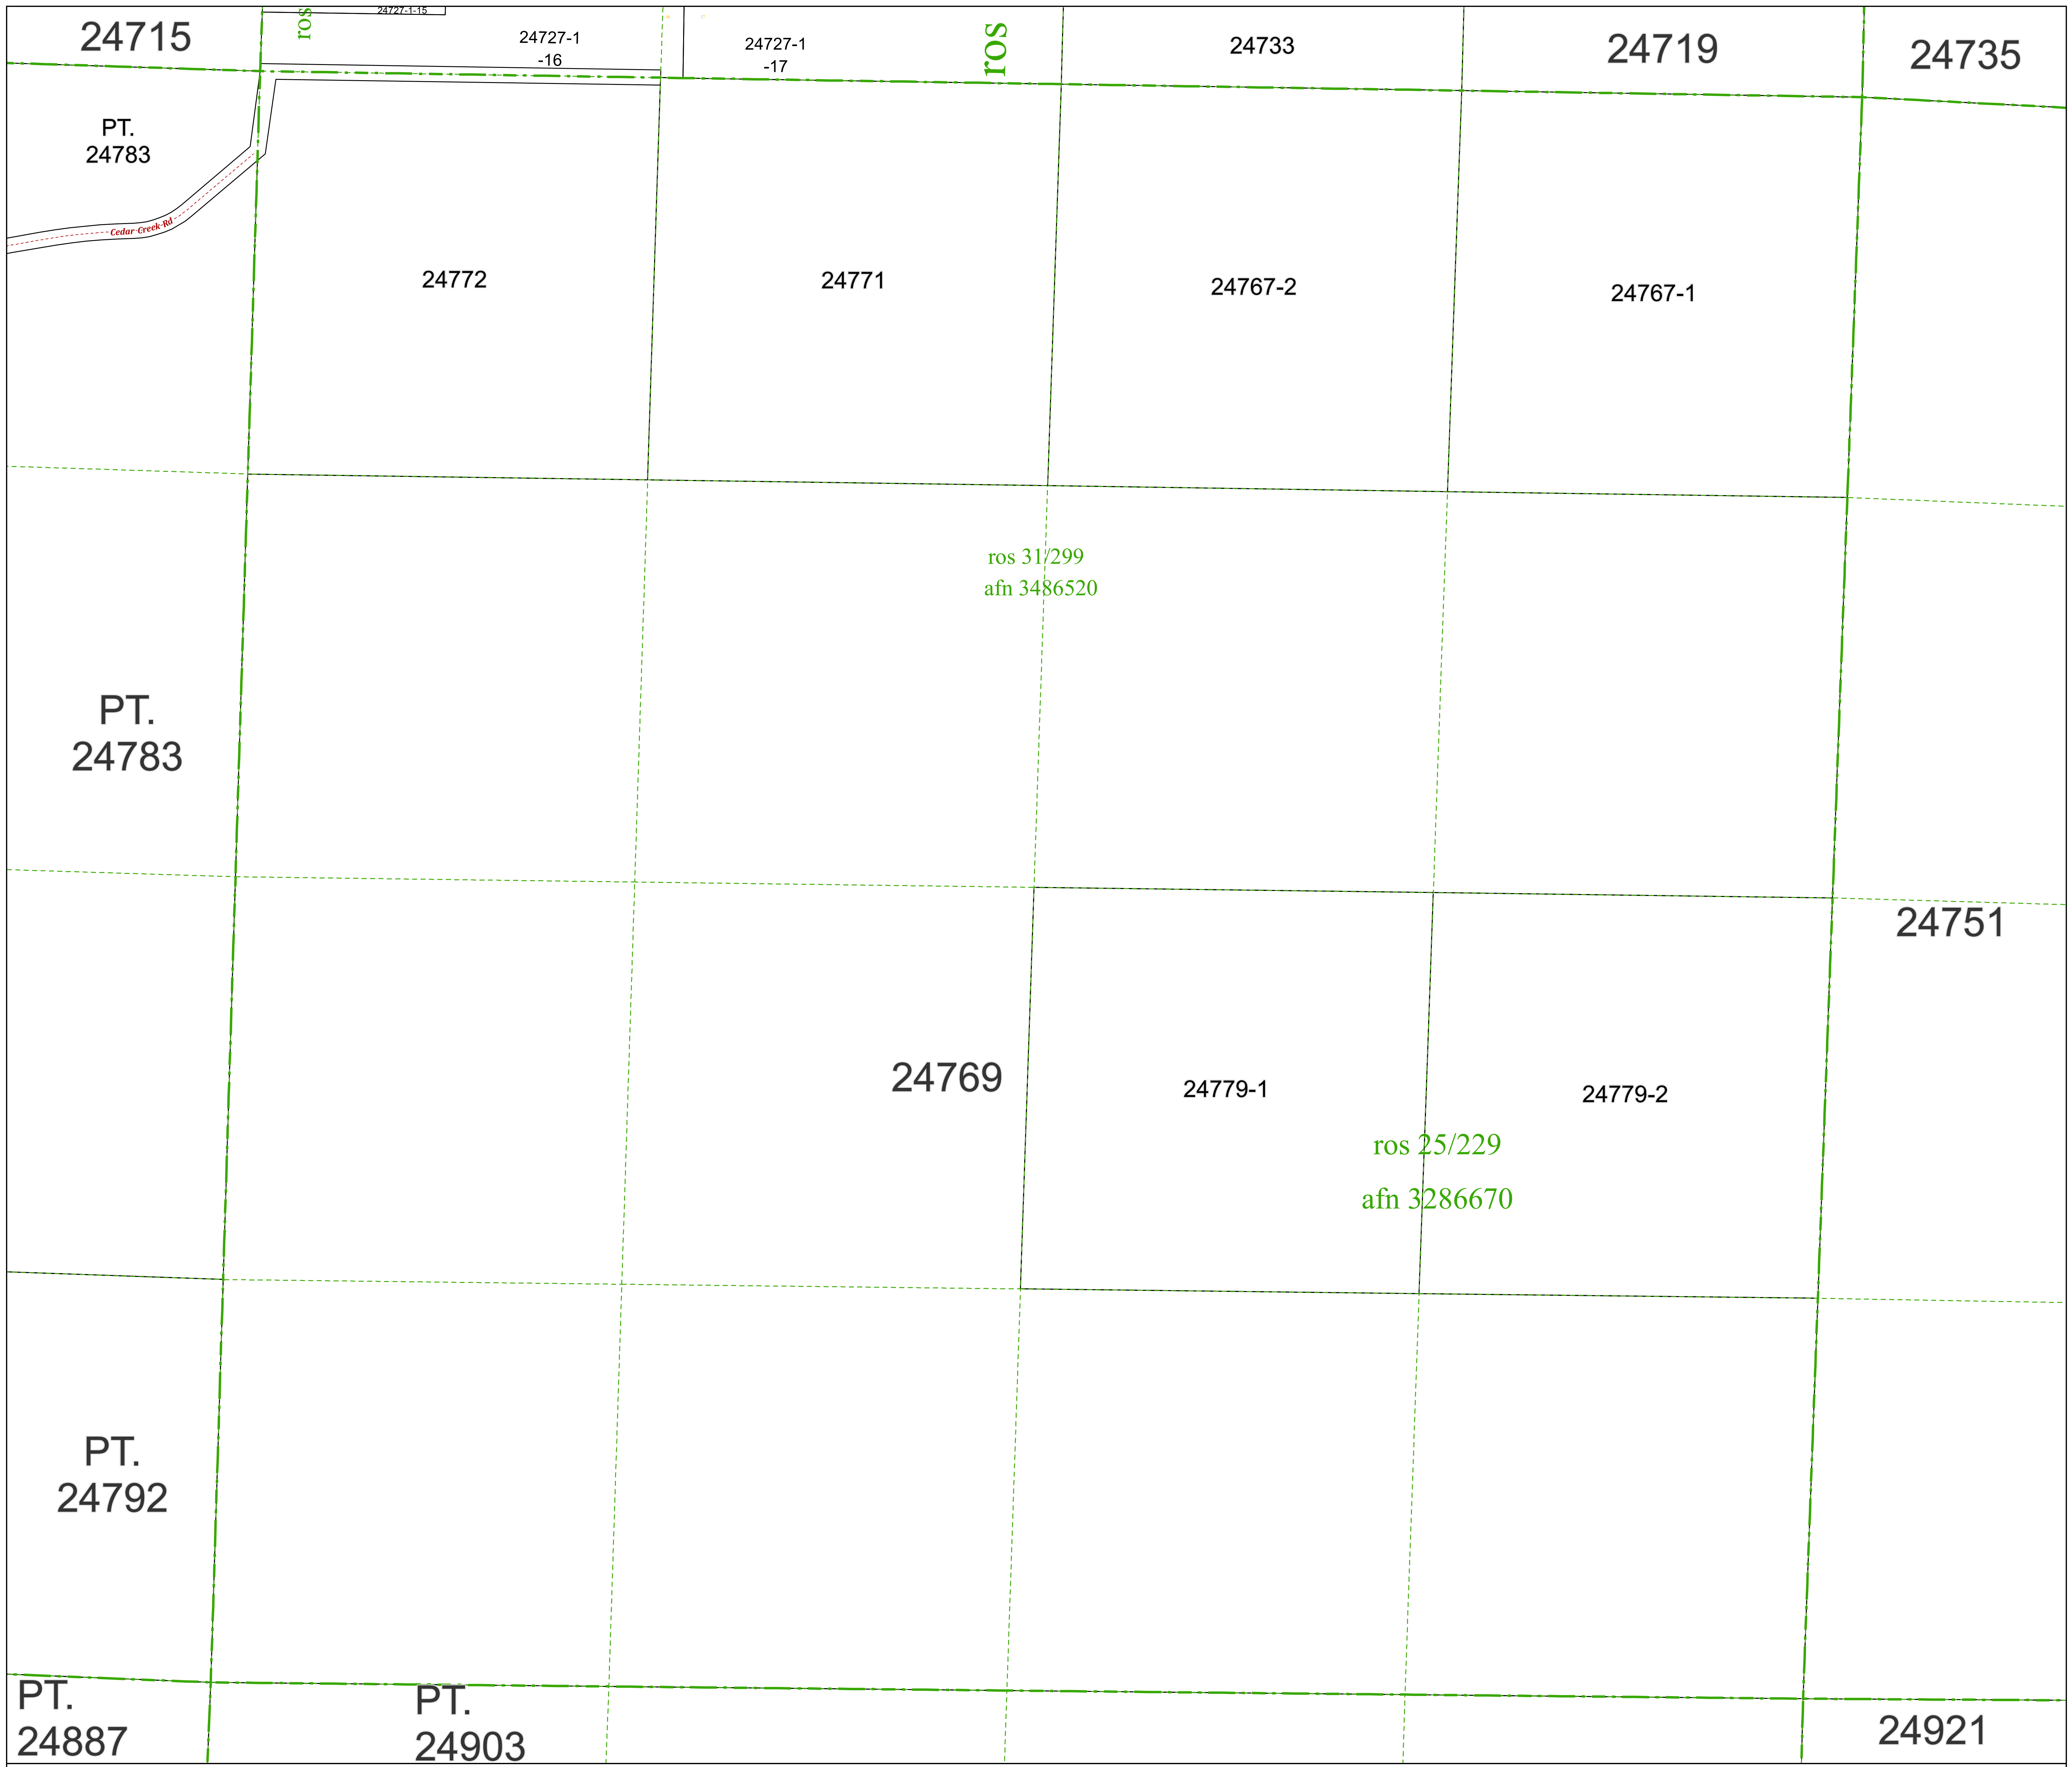 24727-1-15
24715
ros
24727-1
-16
24727-1
-17
ros
24733
24719
24735
PT.
24783
Cedar Creek Rd
24772
24771
24767-2
24767-1
ros 31/299
afn 3486520
PT.
24783
24751
24769
24779-1
24779-2
ros 25/229
afn 3286670
PT.
24792
PT.
24887
PT.
24903
24921